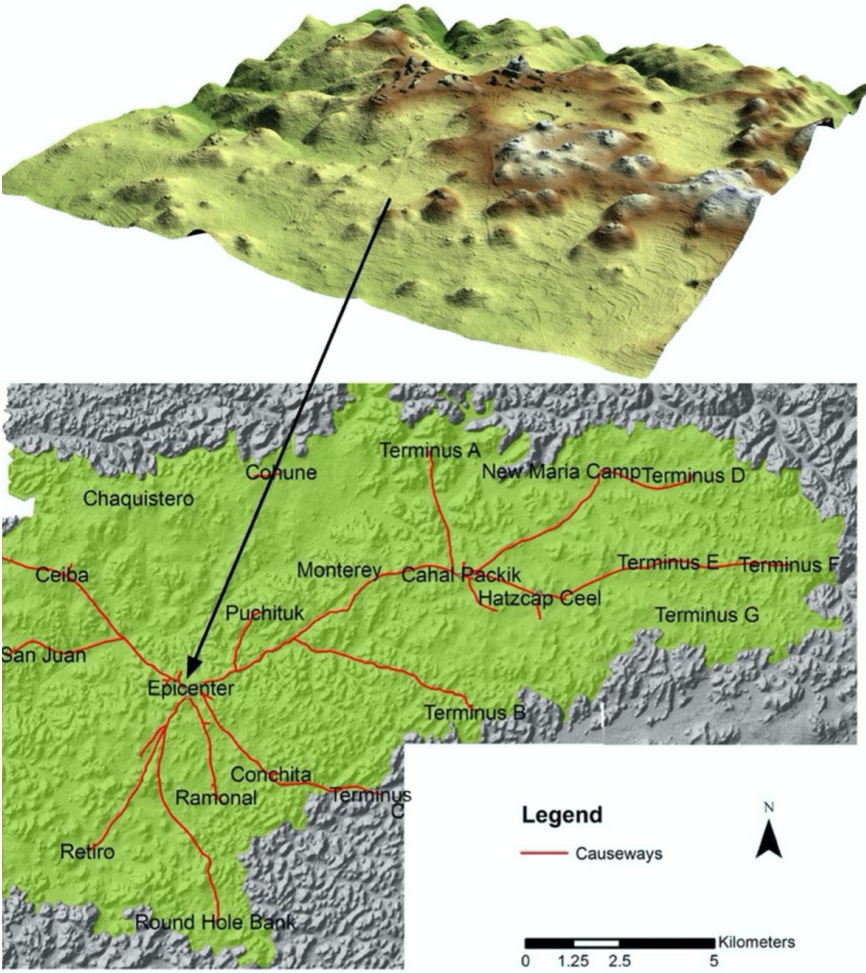 Terminus A
Cohune
New Maria Camp
Terminus D
Chaquistero
Ceiba
Monterey
Cahal Packik
Terminus E
Terminus F
Hatzcap Ceel
Puchituk
Terminus G
San Juan
Epicenter
Terminus B
Conchita
Ramonal
Terminus
C
Retiro
Round Hole Bank
Legend
Causeways
N
Kilometers
0 1.25 2.5 5